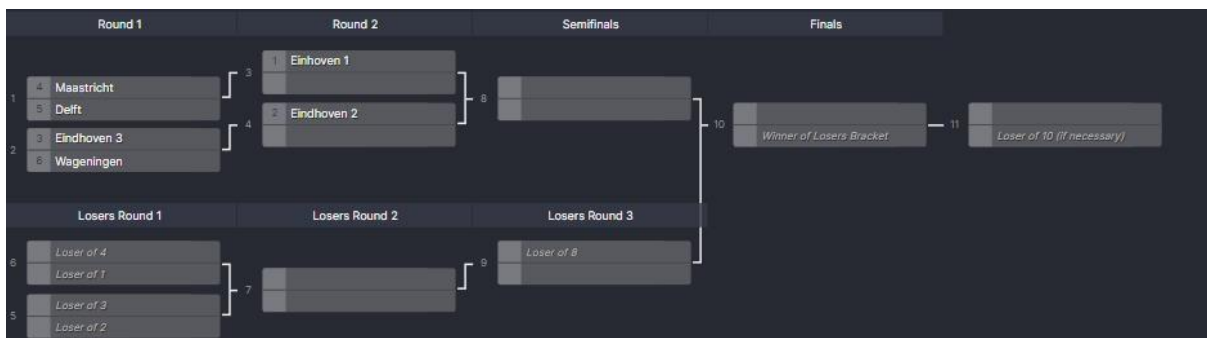 Round 1 Round 2 Semifinals Finals
1 Einhoven 1
3
4 Maastricht
1
5 Delft
8
2 Eindhoven 2
4
3 Eindhoven 3
2
6 Wageningen
10 Winner of Losers Bracket
11 Loser of 10 (if necessary)
Losers Round 1 Losers Round 2 Losers Round 3
Loser of 4
6
Loser of 1
7
Loser of 3
5
Loser of 2
9 Loser of 8